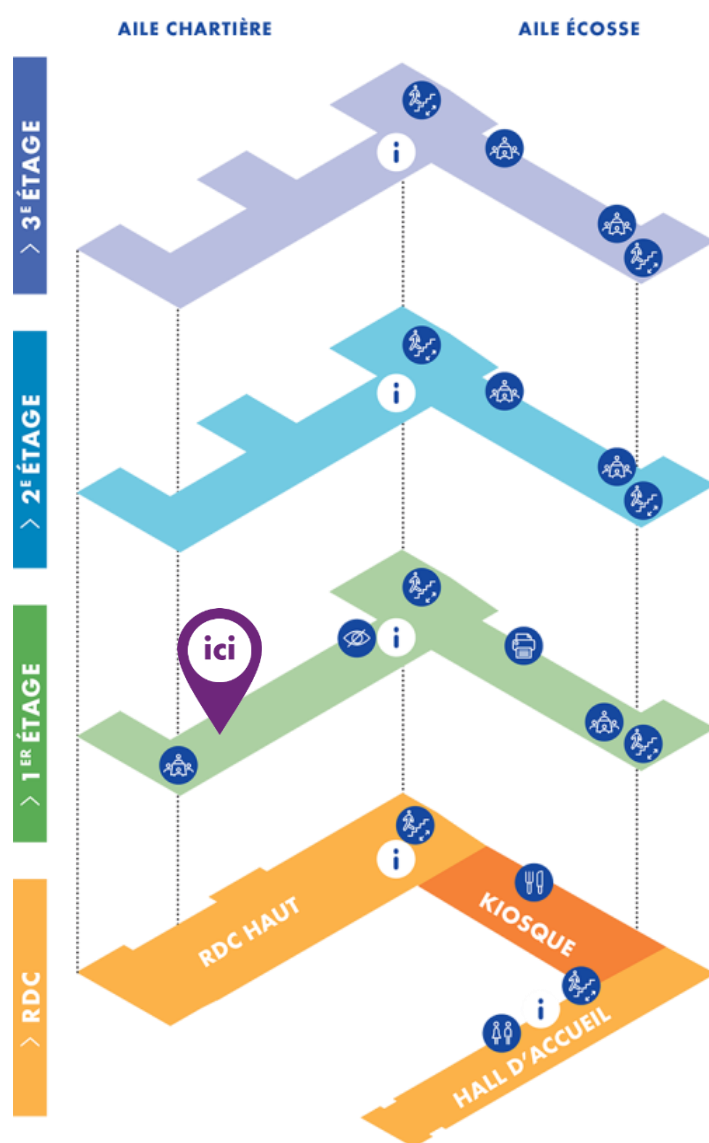 AILE CHARTIÈRE
AILE ÉCOSSE
> 3E ÉTAGE
i
> 2E ÉTAGE
i
> 1ER ÉTAGE
ici
i
> RDC
i
RDC HAUT
KIOSQUE
i
HALL D'ACCUEIL